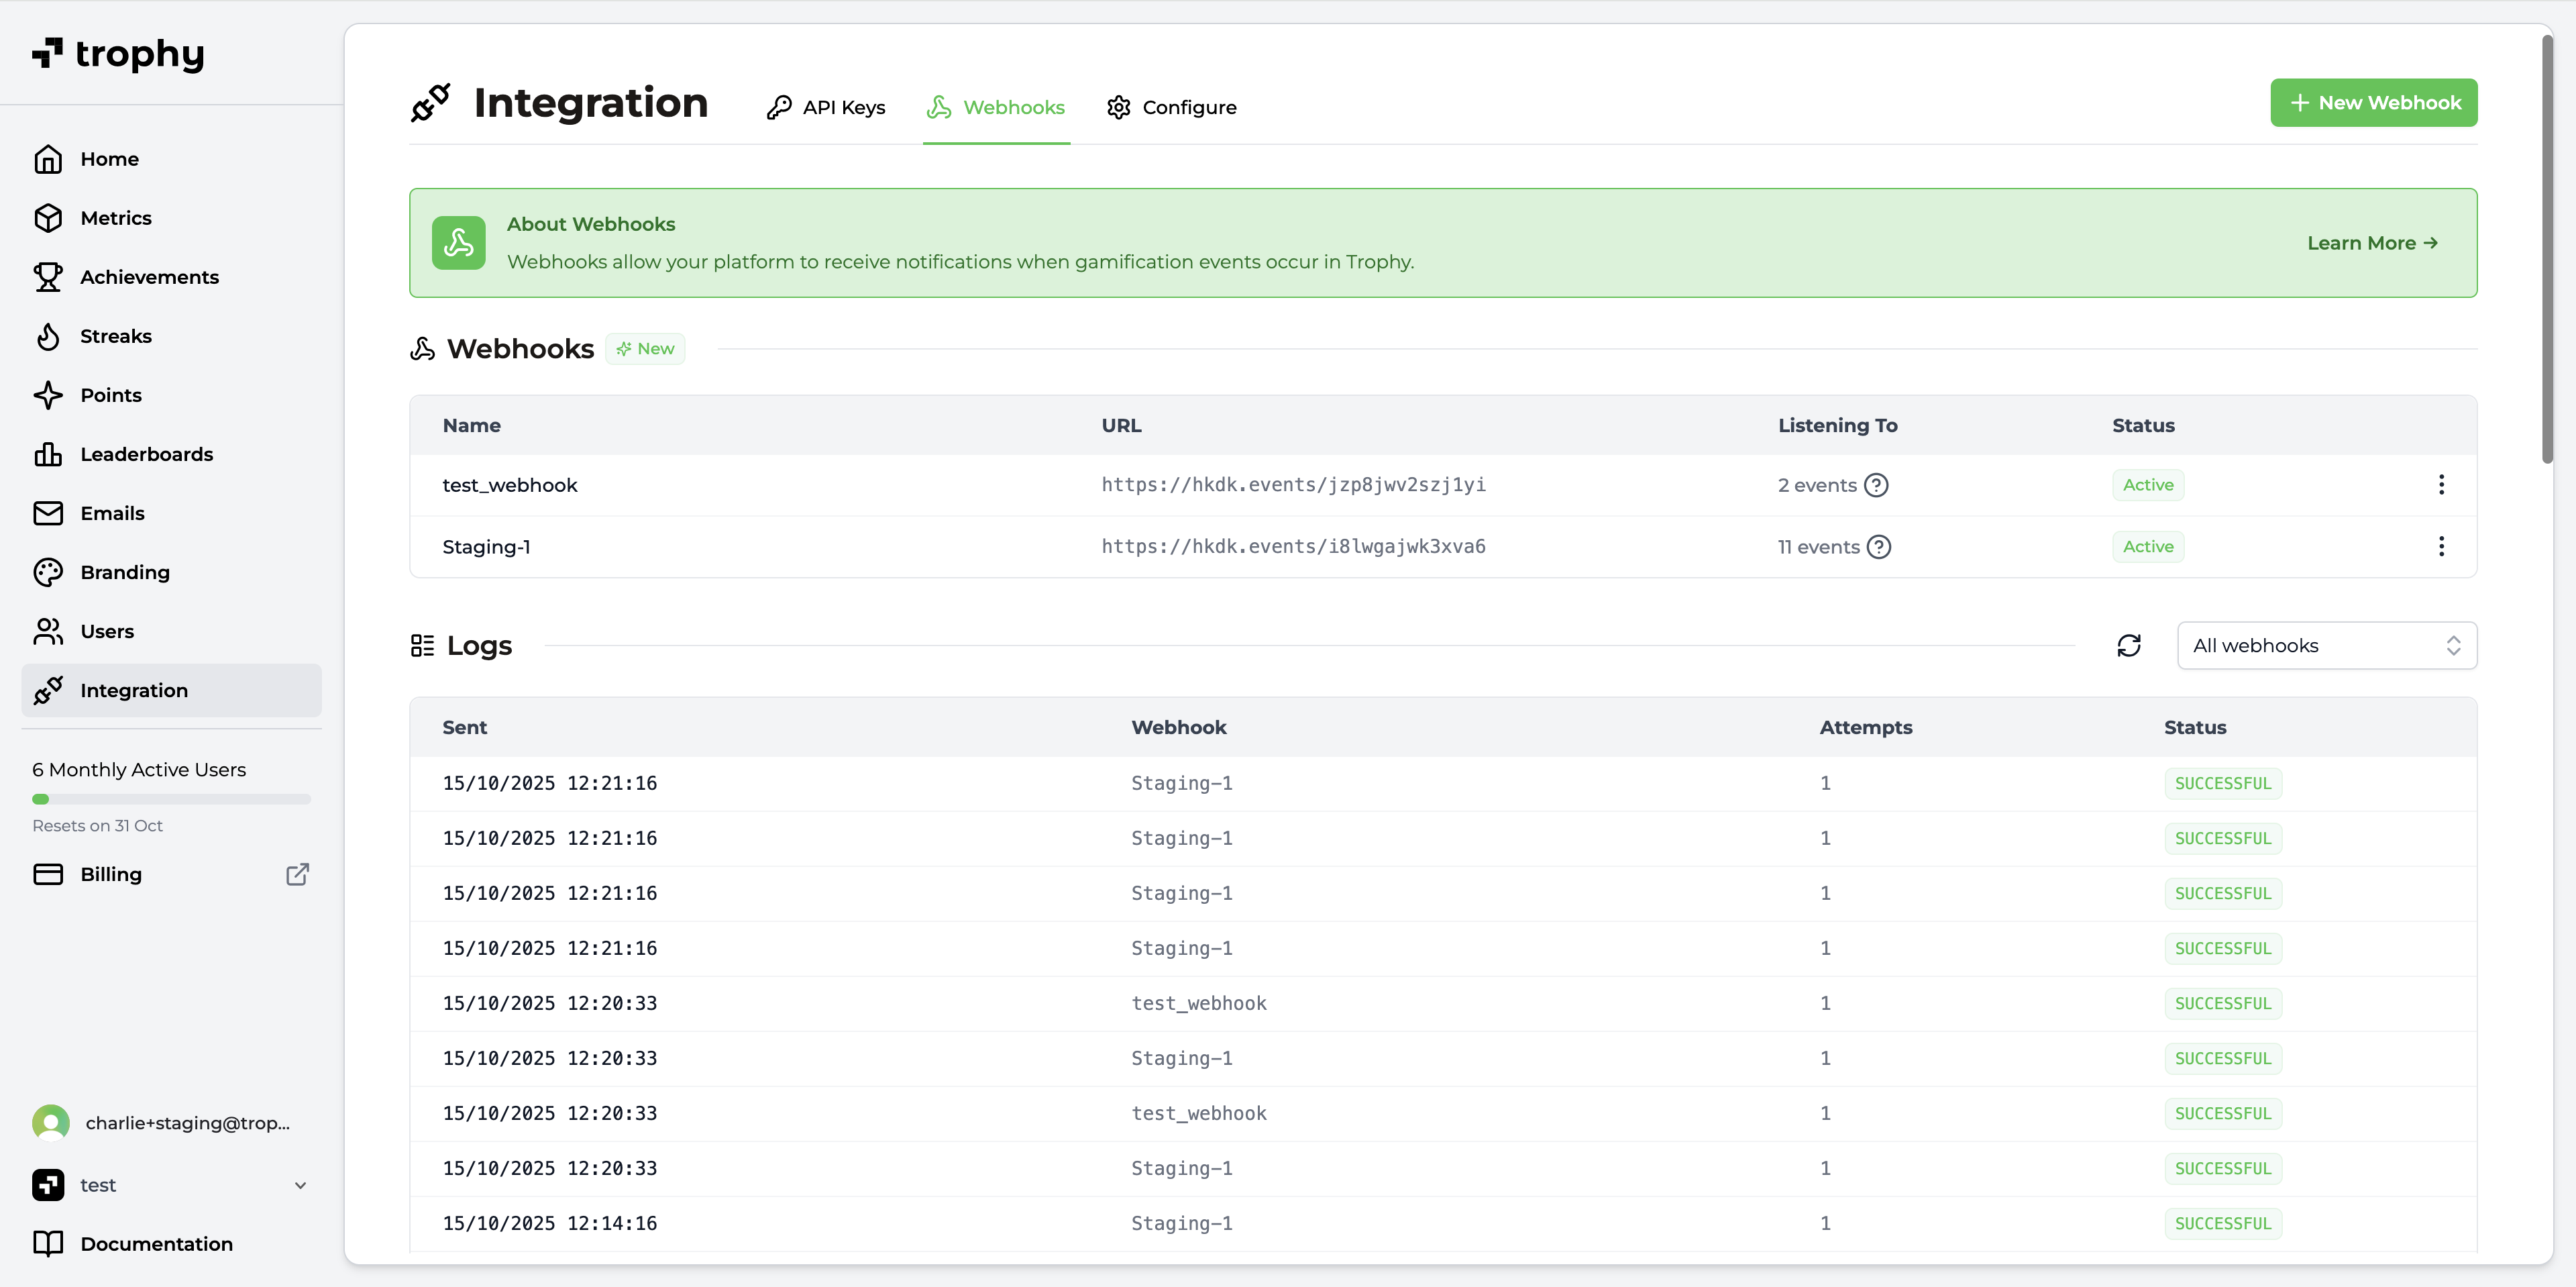 trophy
Home
Metrics
Achievements
Streaks
Points
Leaderboards
Emails
Branding
Users
Integration
6 Monthly Active Users
Resets on 31 Oct
Billing
charlie+staging@trop...
test
Documentation
Integration
API Keys
Webhooks
Configure
New Webhook
About Webhooks
Webhooks allow your platform to receive notifications when gamification events occur in Trophy.
Learn More →
Webhooks New
Name URL Listening To Status
test_webhook https://hkdk.events/jzp8jwv2szj1yi 2 events Active
Staging-1 https://hkdk.events/i8lwgajwk3xva6 11 events Active
Logs
All webhooks
Sent Webhook Attempts Status
15/10/2025 12:21:16 Staging-1 1 SUCCESSFUL
15/10/2025 12:21:16 Staging-1 1 SUCCESSFUL
15/10/2025 12:21:16 Staging-1 1 SUCCESSFUL
15/10/2025 12:21:16 Staging-1 1 SUCCESSFUL
15/10/2025 12:20:33 test_webhook 1 SUCCESSFUL
15/10/2025 12:20:33 Staging-1 1 SUCCESSFUL
15/10/2025 12:20:33 test_webhook 1 SUCCESSFUL
15/10/2025 12:20:33 Staging-1 1 SUCCESSFUL
15/10/2025 12:14:16 Staging-1 1 SUCCESSFUL